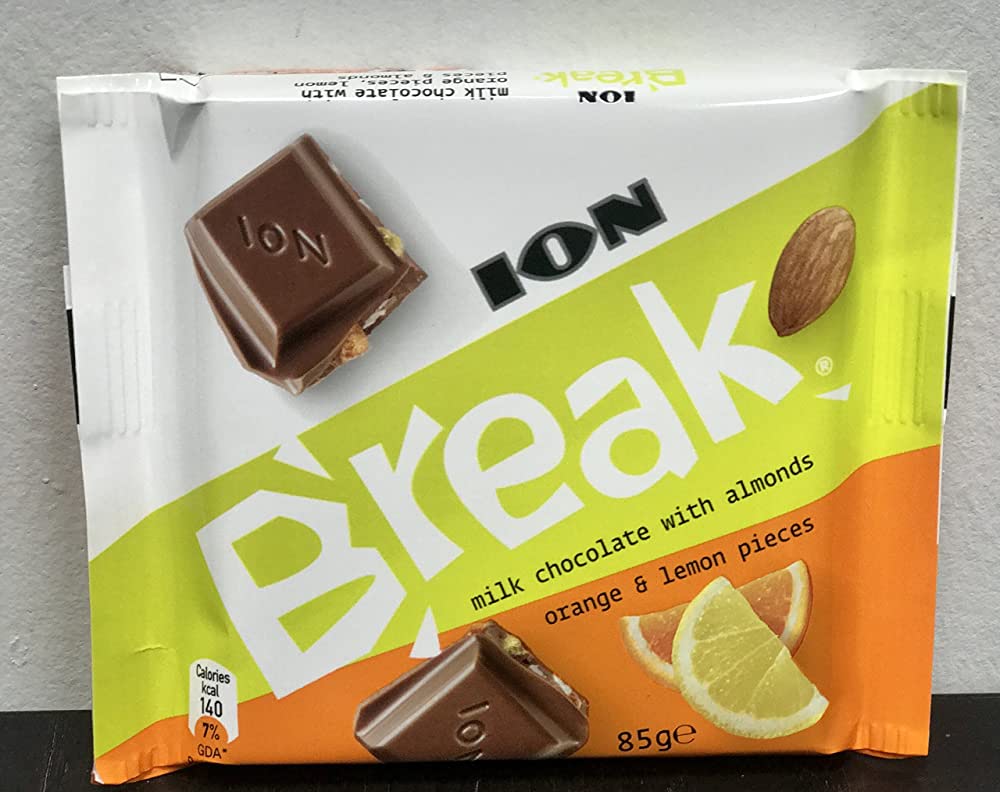 milk chocolate with
orange pieces, lemon
pieces & almonds
ION
Break
ION
ION
Break®
milk chocolate with almonds
orange & lemon pieces
Calories
kcal
140
7%
GDA*
ION
85g℮